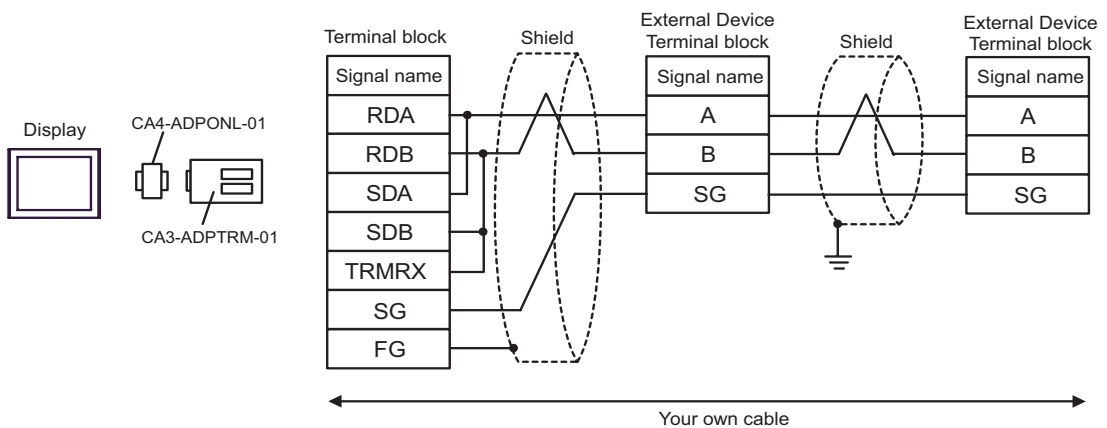 Display
CA4-ADPONL-01
CA3-ADPTRM-01
Terminal block
Signal name
RDA
RDB
SDA
SDB
TRMRX
SG
FG
Shield
External Device
Terminal block
Signal name
A
B
SG
Shield
External Device
Terminal block
Signal name
A
B
SG
Your own cable